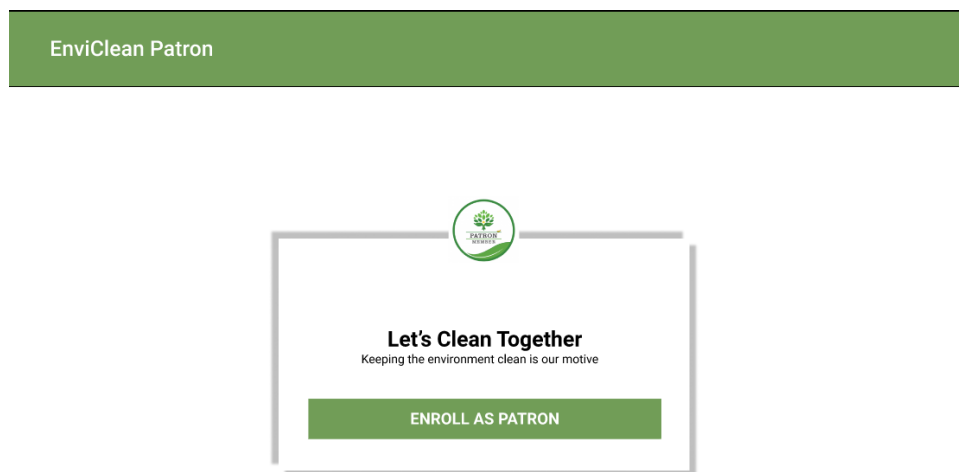 EnviClean Patron
PATRON
MEMBER
Let's Clean Together
Keeping the environment clean is our motive
ENROLL AS PATRON